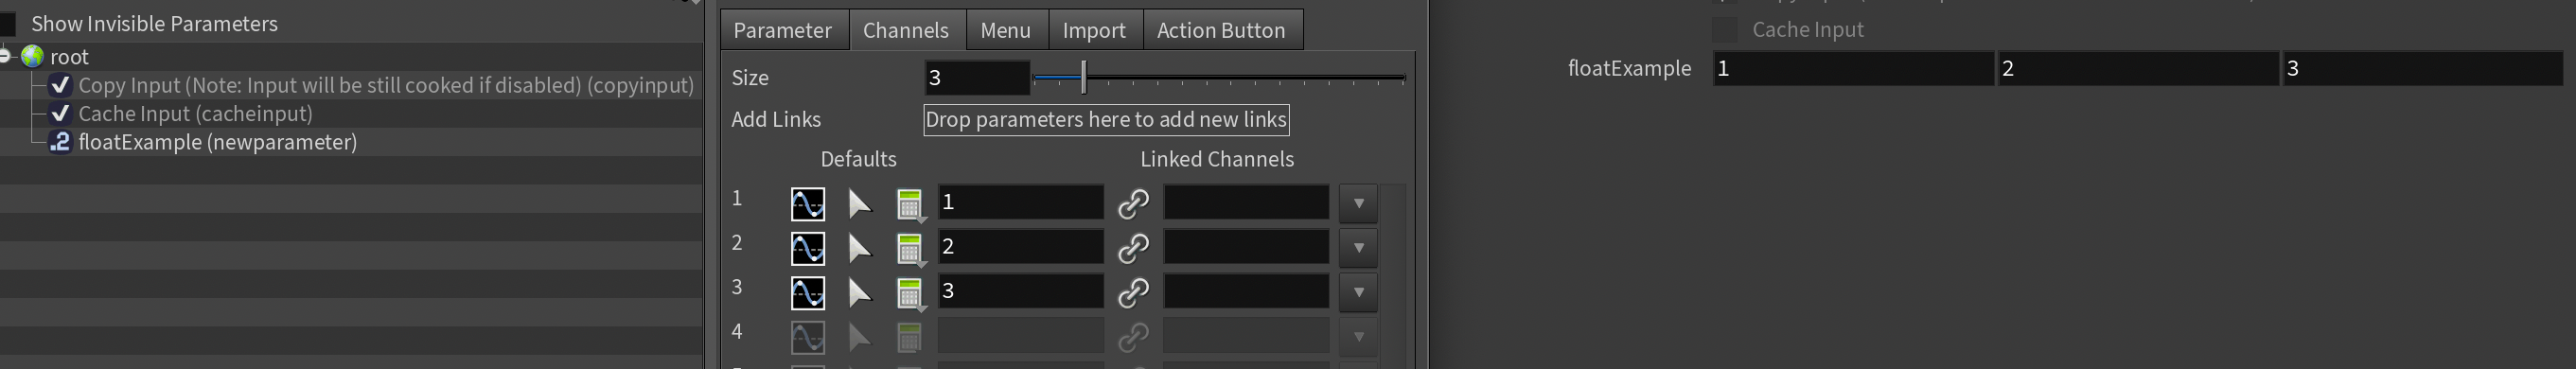 Show Invisible Parameters
root
Copy Input (Note: Input will be still cooked if disabled) (copyinput)
Cache Input (cacheinput)
.2 floatExample (newparameter)
Parameter Channels Menu Import Action Button
Size 3
Add Links Drop parameters here to add new links
Defaults Linked Channels
1 1
2 2
3 3
4
Cache Input
floatExample 1 2 3